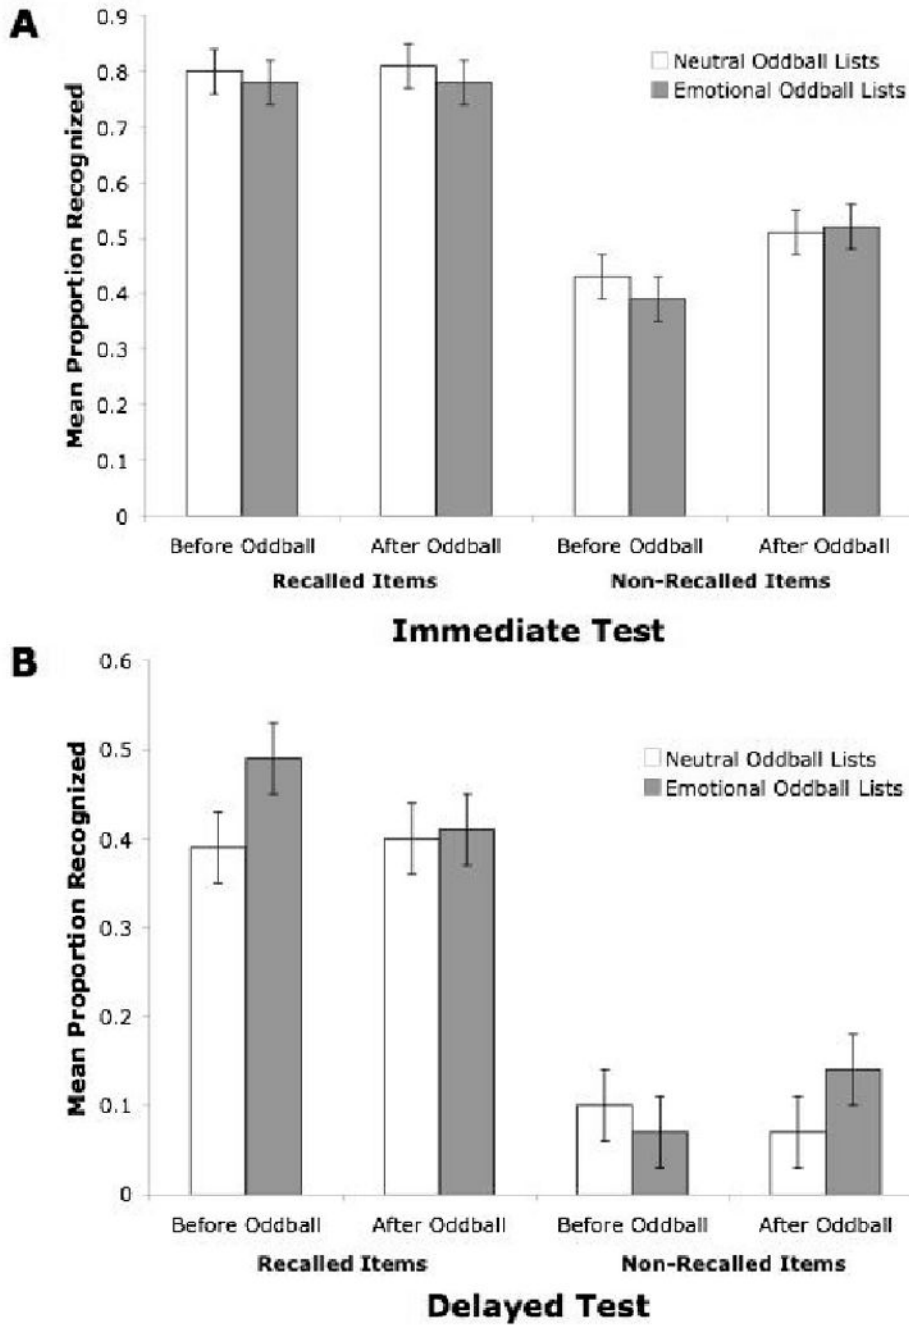 A
0.9
Neutral Oddball Lists
Emotional Oddball Lists
0.8
0.7
0.6
0.5
0.4
0.3
0.2
0.1
0
Mean Proportion Recognized
Before Oddball After Oddball Before Oddball After Oddball
Recalled Items Non-Recalled Items
Immediate Test
B
0.6
Neutral Oddball Lists
Emotional Oddball Lists
0.5
0.4
0.3
0.2
0.1
0
Mean Proportion Recognized
Before Oddball After Oddball Before Oddball After Oddball
Recalled Items Non-Recalled Items
Delayed Test